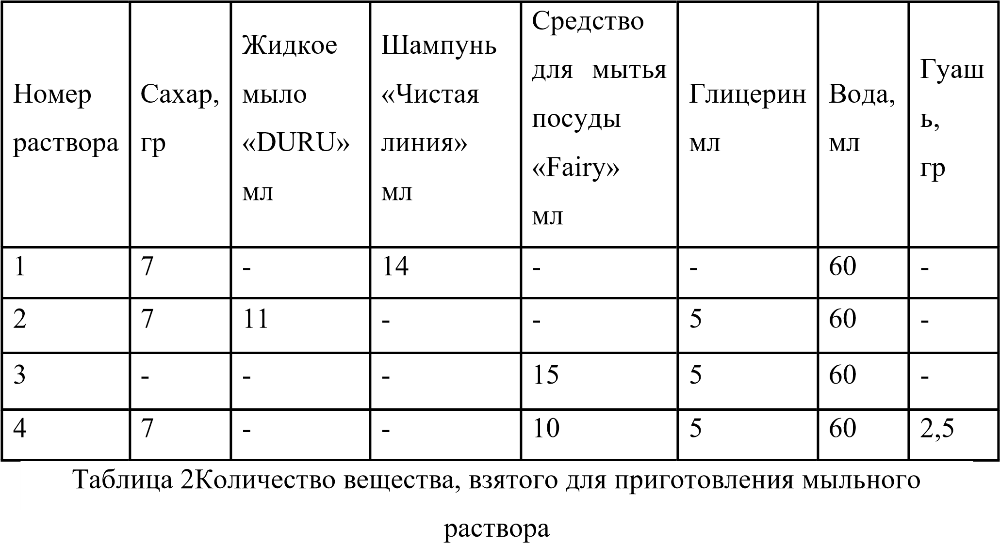 Номер
раствора
Сахар,
гр
Жидкое
мыло
«DURU»
мл
Шампунь
«Чистая
линия»
мл
Средство
для мытья
посуды
«Fairy»
мл
Глицерин
мл
Вода,
мл
Гуаш
ь,
гр
1 7 - 14 - - 60 -
2 7 11 - - 5 60 -
3 - - - 15 5 60 -
4 7 - - 10 5 60 2,5
Таблица 2Количество вещества, взятого для приготовления мыльного
раствора